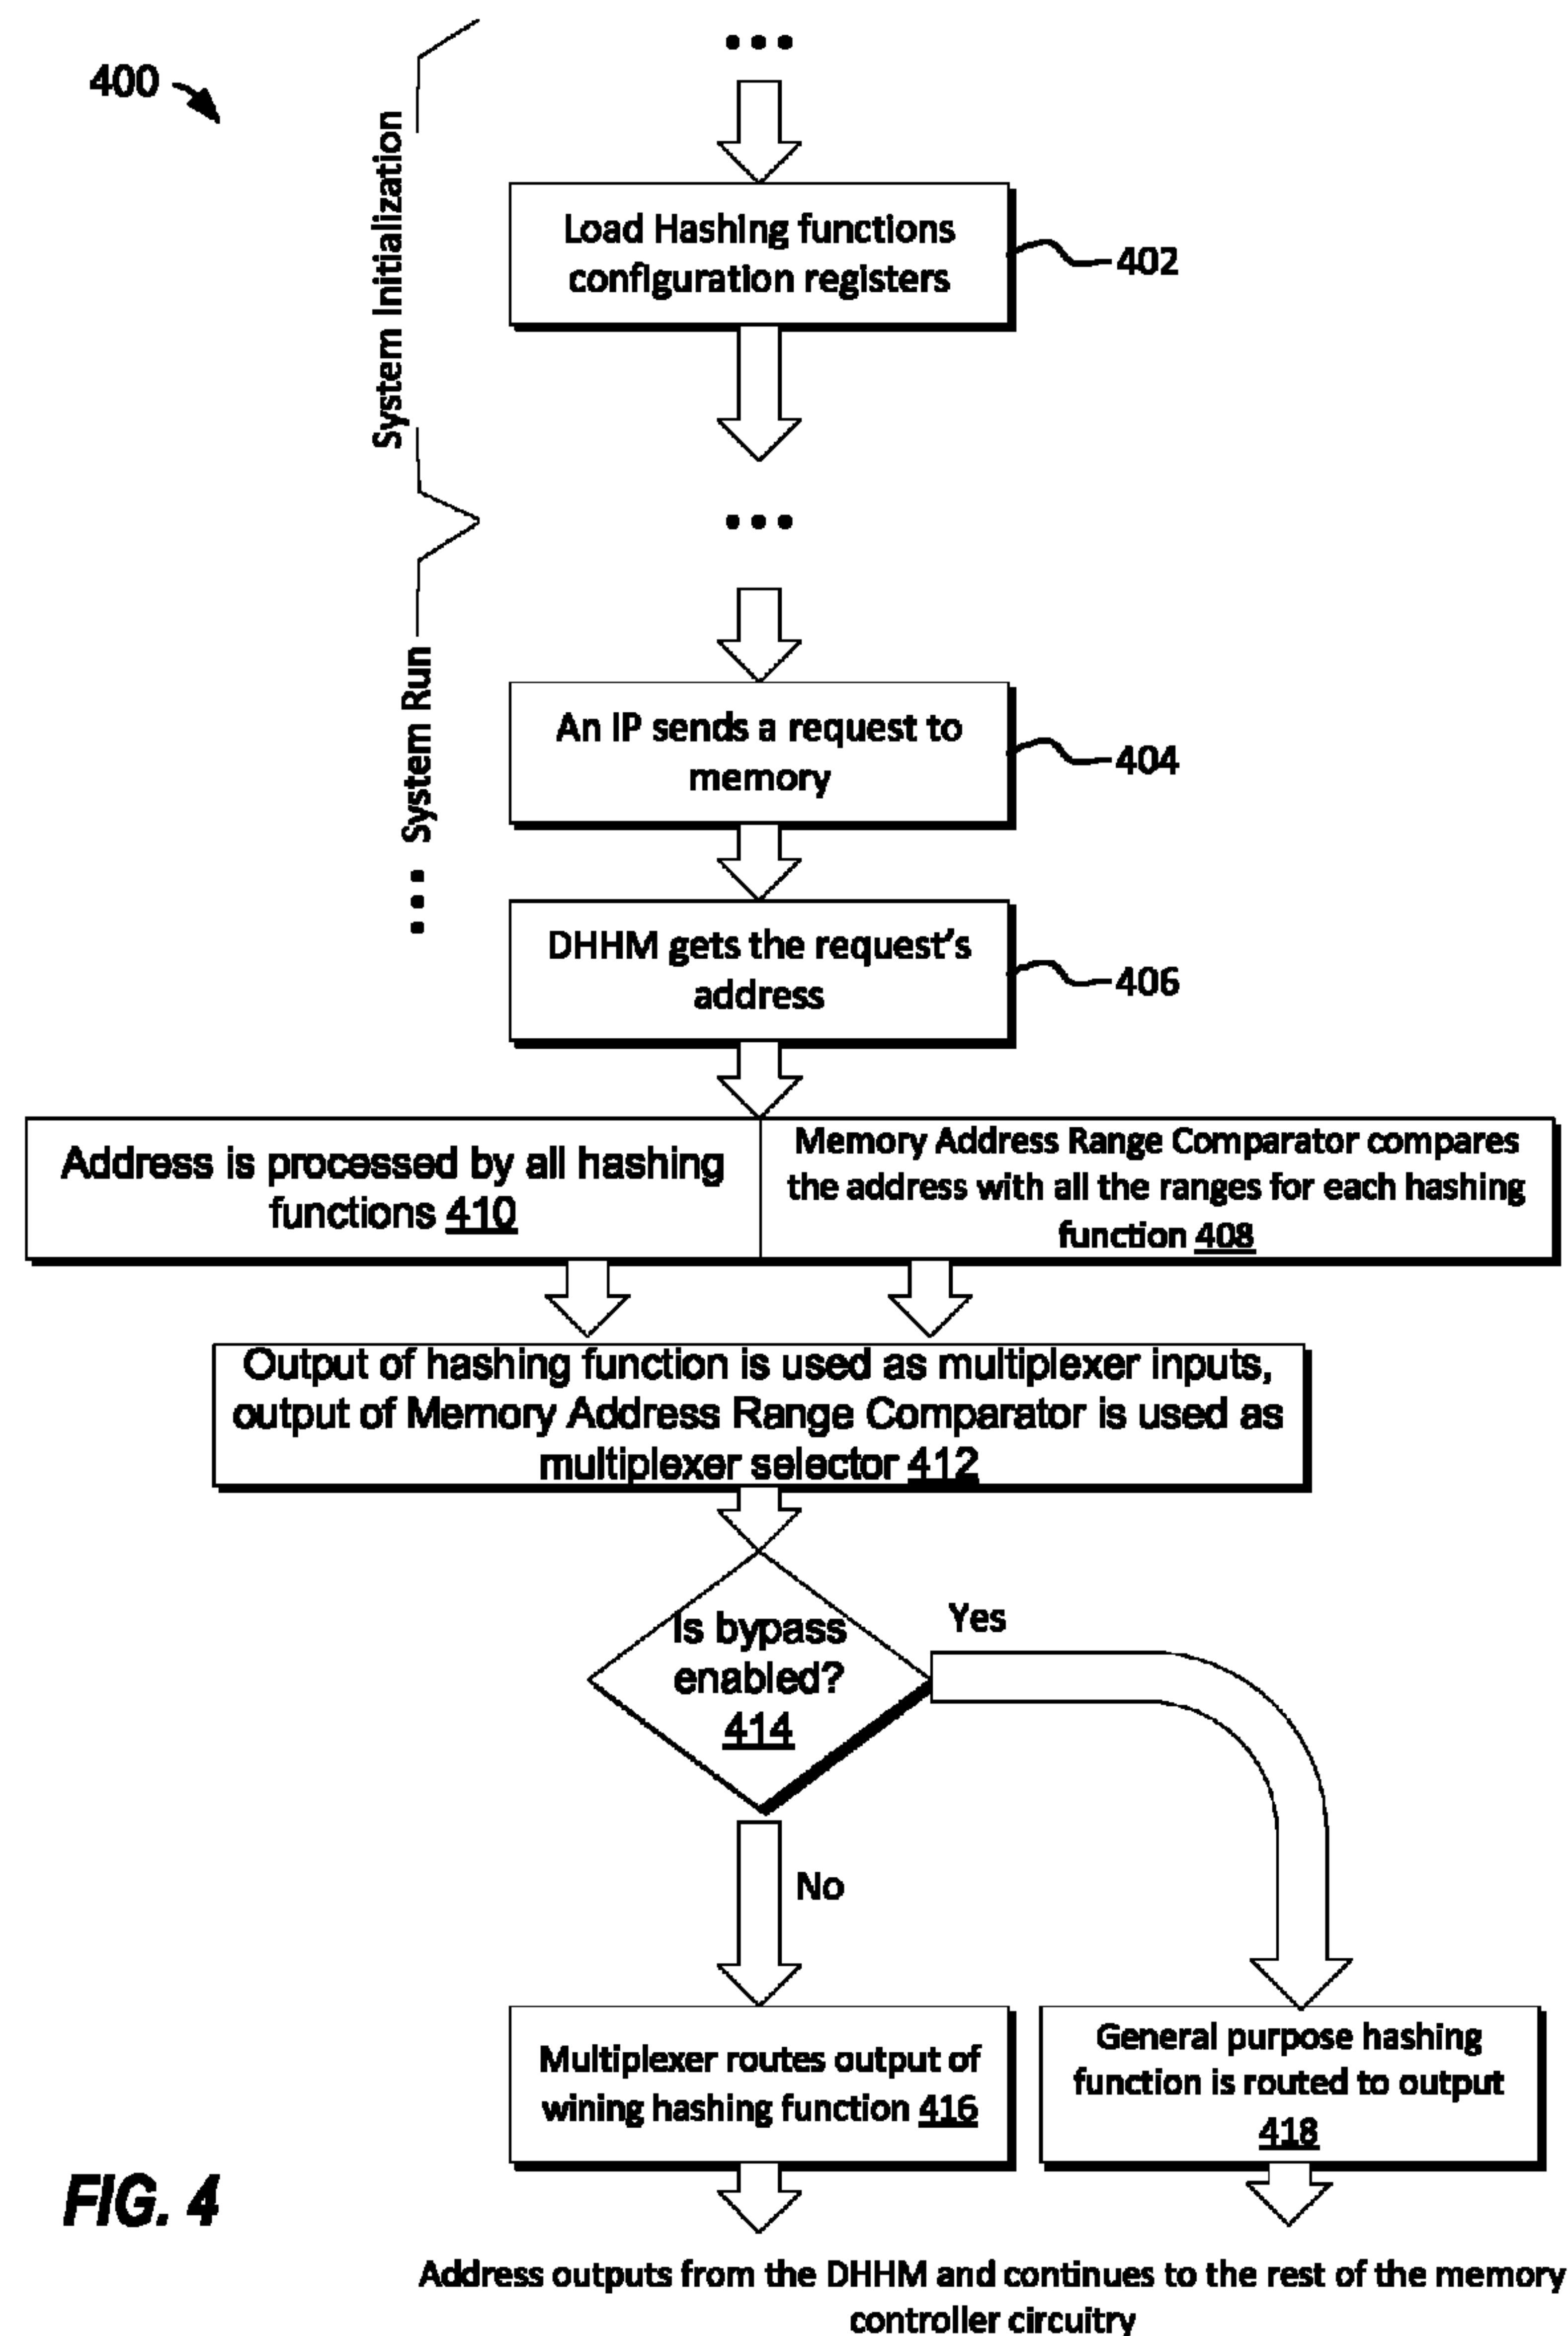 400
System Initialization
Load Hashing functions
configuration registers
402
System Run
An IP sends a request to
memory
404
DHHM gets the request's
address
406
Address is processed by all hashing
functions 410
Memory Address Range Comparator compares
the address with all the ranges for each hashing
function 408
Output of hashing function is used as multiplexer inputs,
output of Memory Address Range Comparator is used as
multiplexer selector 412
Is bypass
enabled?
414
Yes
No
Multiplexer routes output of
wining hashing function 416
General purpose hashing
function is routed to output
418
FIG. 4
Address outputs from the DHHM and continues to the rest of the memory
controller circuitry